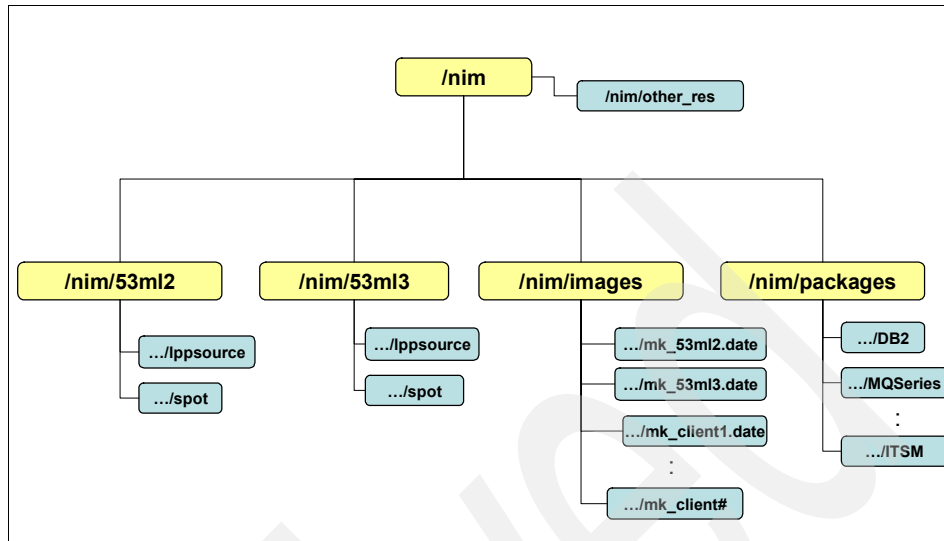 /nim
/nim/other_res
/nim/53ml2
/nim/53ml3
/nim/images
/nim/packages
…/lppsource
…/spot
…/lppsource
…/spot
…/mk_53ml2.date
…/mk_53ml3.date
…/mk_client1.date
:
…/mk_client#
…/DB2
…/MQSeries
:
…/ITSM